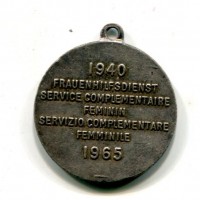 1940
FRAUENHILFSDIENST
SERVICE COMPLEMENTAIRE
FEMININ
SERVIZIO COMPLEMENTARE
FEMMINILE
1965